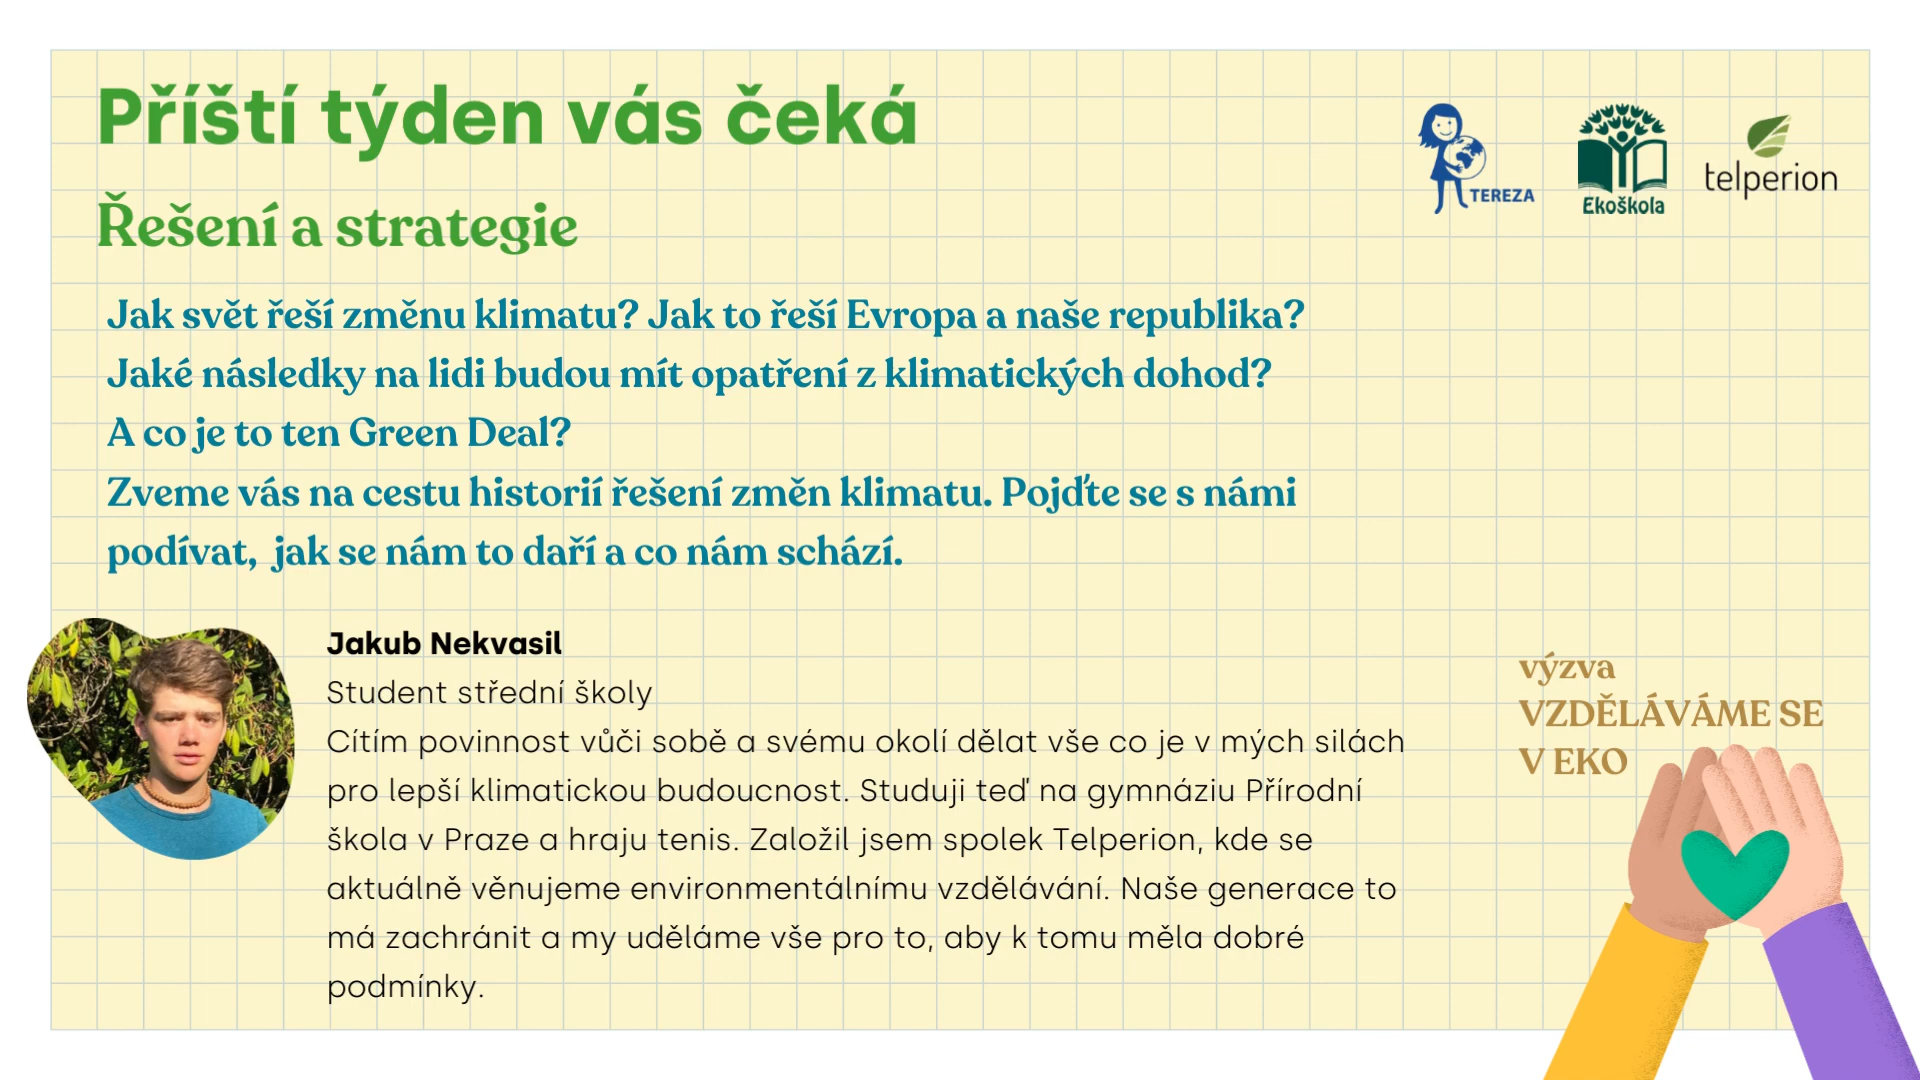 Příští týden vás čeká
Řešení a strategie
TEREZA
Ekoškola
telperion
Jak svět řeší změnu klimatu? Jak to řeší Evropa a naše republika?
Jaké následky na lidi budou mít opatření z klimatických dohod?
A co je to ten Green Deal?
Zveme vás na cestu historií řešení změn klimatu. Pojďte se s námi
podívat, jak se nám to daří a co nám schází.
Jakub Nekvasil
Student střední školy
Cítím povinnost vůči sobě a svému okolí dělat vše co je v mých silách
pro lepší klimatickou budoucnost. Studuji teď na gymnáziu Přírodní
škola v Praze a hraju tenis. Založil jsem spolek Telperion, kde se
aktuálně věnujeme environmentálnímu vzdělávání. Naše generace to
má zachránit a my uděláme vše pro to, aby k tomu měla dobré
podmínky.
výzva
VZDĚLÁVÁME SE
V EKO